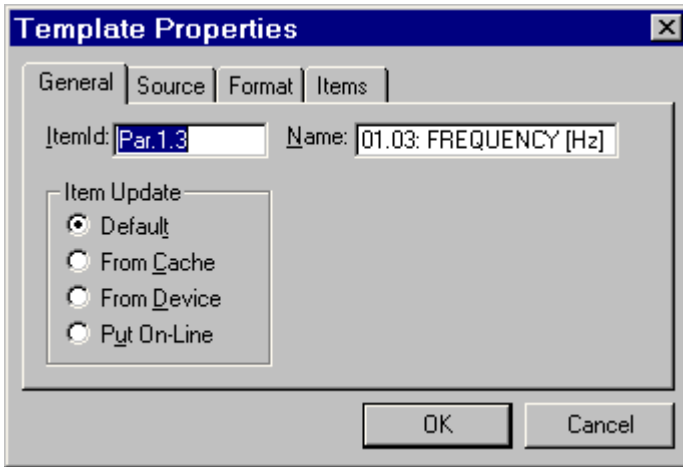 Template Properties
General Source Format Items
ItemId: Par.1.3 Name: 01.03: FREQUENCY [Hz]
Item Update
Default
From Cache
From Device
Put On-Line
OK Cancel